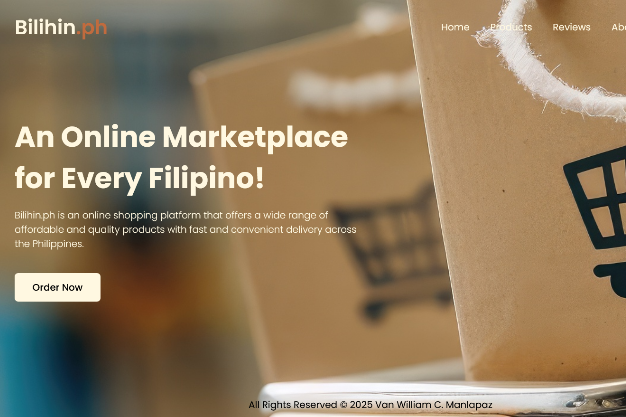 Bilihin.ph
Home Products Reviews
An Online Marketplace
for Every Filipino!
Bilihin.ph is an online shopping platform that offers a wide range of
affordable and quality products with fast and convenient delivery across
the Philippines.
Order Now
All Rights Reserved © 2025 Van William C. Manlapaz